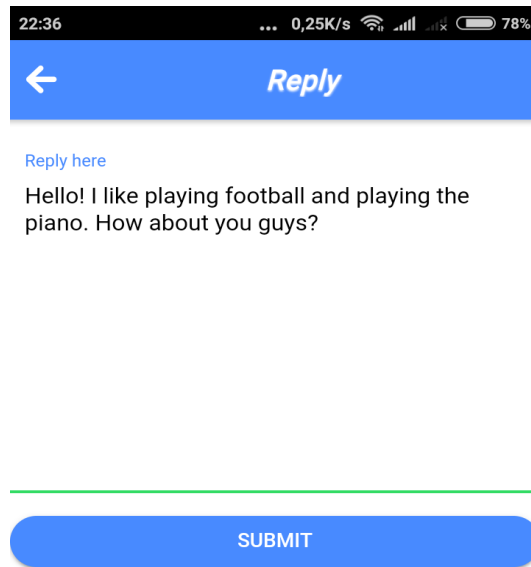 22:36 ... 0,25K/s 78%
Reply
Reply here
Hello! I like playing football and playing the
piano. How about you guys?
SUBMIT